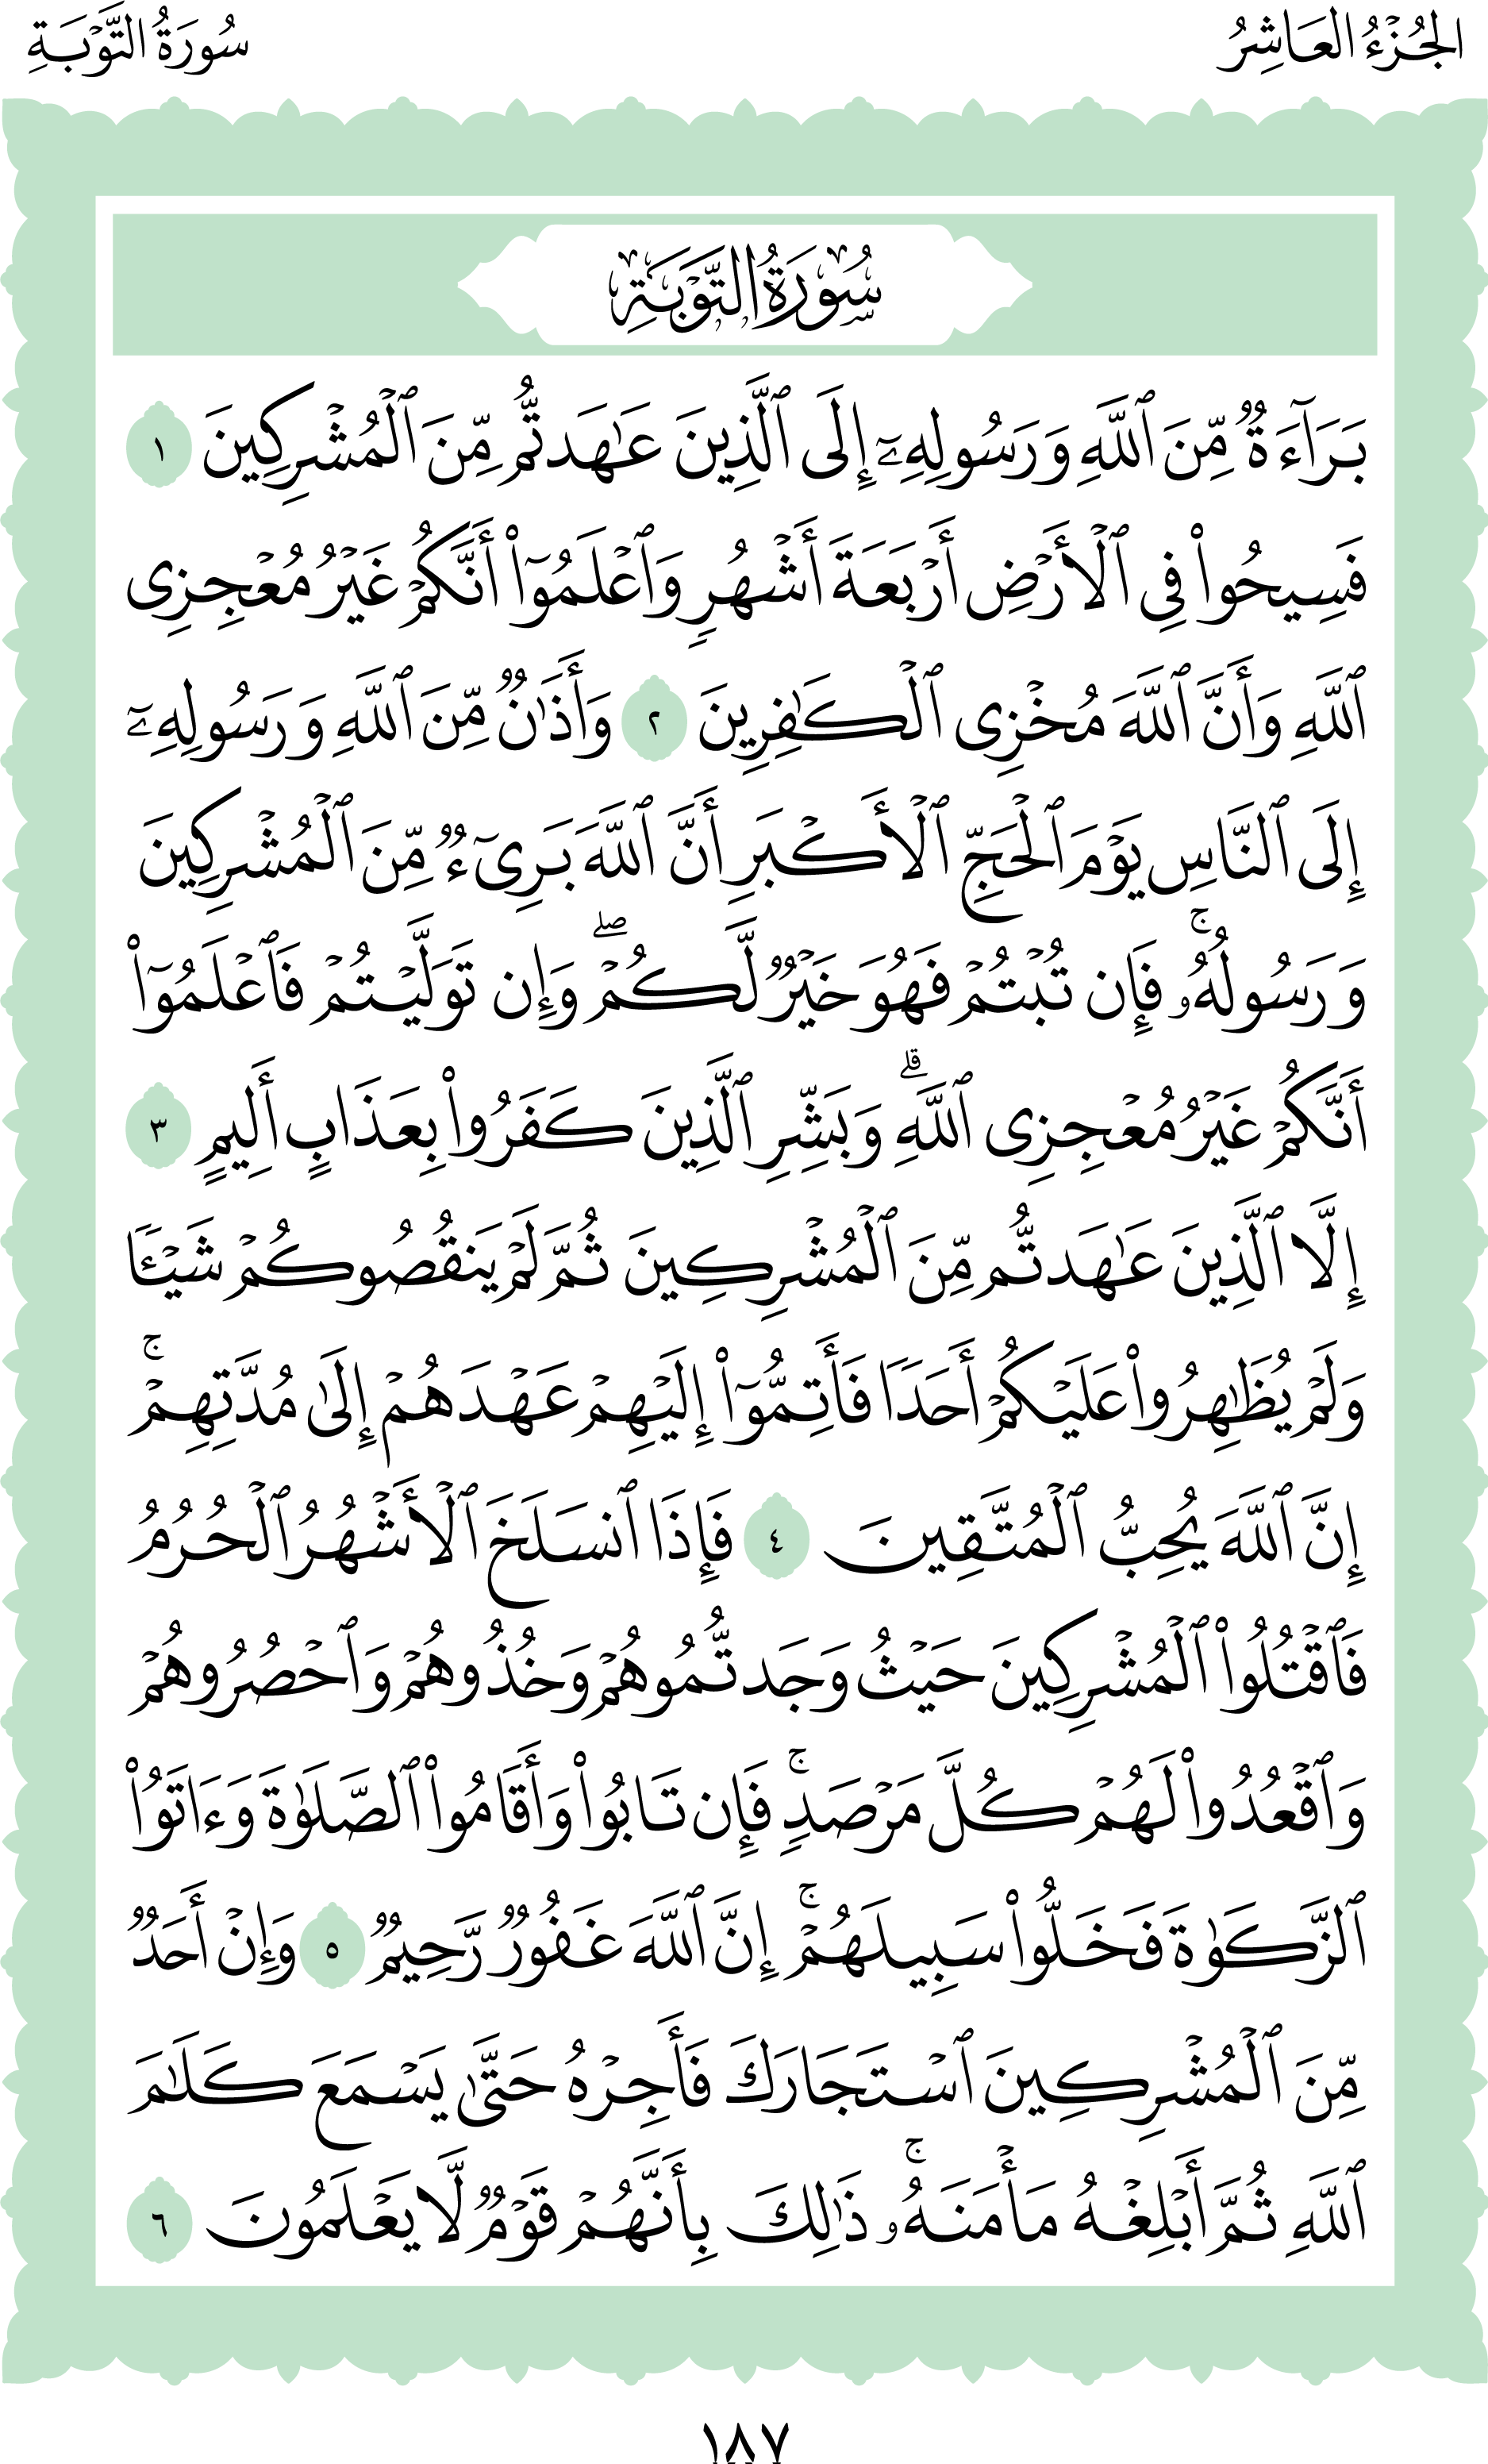 الجُزْءُ العَاشِرُ
سُورَةُ التَّوْبَةِ
سُورَةُ التَّوْبَةِ
بَرَآءَةٌ مِّنَ ٱللَّهِ وَرَسُولِهِۦٓ إِلَى ٱلَّذِينَ عَٰهَدتُّم مِّنَ ٱلْمُشْرِكِينَ ١
فَسِيحُوا۟ فِى ٱلْأَرْضِ أَرْبَعَةَ أَشْهُرٍ وَٱعْلَمُوٓا۟ أَنَّكُمْ غَيْرُ مُعْجِزِى
ٱللَّهِ وَأَنَّ ٱللَّهَ مُخْزِى ٱلْكَٰفِرِينَ ٢ وَأَذَٰنٌ مِّنَ ٱللَّهِ وَرَسُولِهِۦٓ
إِلَى ٱلنَّاسِ يَوْمَ ٱلْحَجِّ ٱلْأَكْبَرِ أَنَّ ٱللَّهَ بَرِىٓءٌ مِّنَ ٱلْمُشْرِكِينَ
وَرَسُولُهُۥ ۚ فَإِن تُبْتُمْ فَهُوَ خَيْرٌ لَّكُمْ ۖ وَإِن تَوَلَّيْتُمْ فَٱعْلَمُوٓا۟
أَنَّكُمْ غَيْرُ مُعْجِزِى ٱللَّهِ ۗ وَبَشِّرِ ٱلَّذِينَ كَفَرُوا۟ بِعَذَابٍ أَلِيمٍ ٣
إِلَّا ٱلَّذِينَ عَٰهَدتُّم مِّنَ ٱلْمُشْرِكِينَ ثُمَّ لَمْ يَنقُصُوكُمْ شَيْـًٔا
وَلَمْ يُظَٰهِرُوا۟ عَلَيْكُمْ أَحَدًا فَأَتِمُّوٓا۟ إِلَيْهِمْ عَهْدَهُمْ إِلَىٰ مُدَّتِهِمْ ۚ
إِنَّ ٱللَّهَ يُحِبُّ ٱلْمُتَّقِينَ ٤ فَإِذَا ٱنسَلَخَ ٱلْأَشْهُرُ ٱلْحُرُمُ
فَٱقْتُلُوا۟ ٱلْمُشْرِكِينَ حَيْثُ وَجَدتُّمُوهُمْ وَخُذُوهُمْ وَٱحْصُرُوهُمْ
وَٱقْعُدُوا۟ لَهُمْ كُلَّ مَرْصَدٍ ۚ فَإِن تَابُوا۟ وَأَقَامُوا۟ ٱلصَّلَوٰةَ وَءَاتَوُا۟
ٱلزَّكَوٰةَ فَخَلُّوا۟ سَبِيلَهُمْ ۚ إِنَّ ٱللَّهَ غَفُورٌ رَّحِيمٌ ٥ وَإِنْ أَحَدٌ
مِّنَ ٱلْمُشْرِكِينَ ٱسْتَجَارَكَ فَأَجِرْهُ حَتَّىٰ يَسْمَعَ كَلَٰمَ
ٱللَّهِ ثُمَّ أَبْلِغْهُ مَأْمَنَهُۥ ۚ ذَٰلِكَ بِأَنَّهُمْ قَوْمٌ لَّا يَعْلَمُونَ ٦
١٨٧